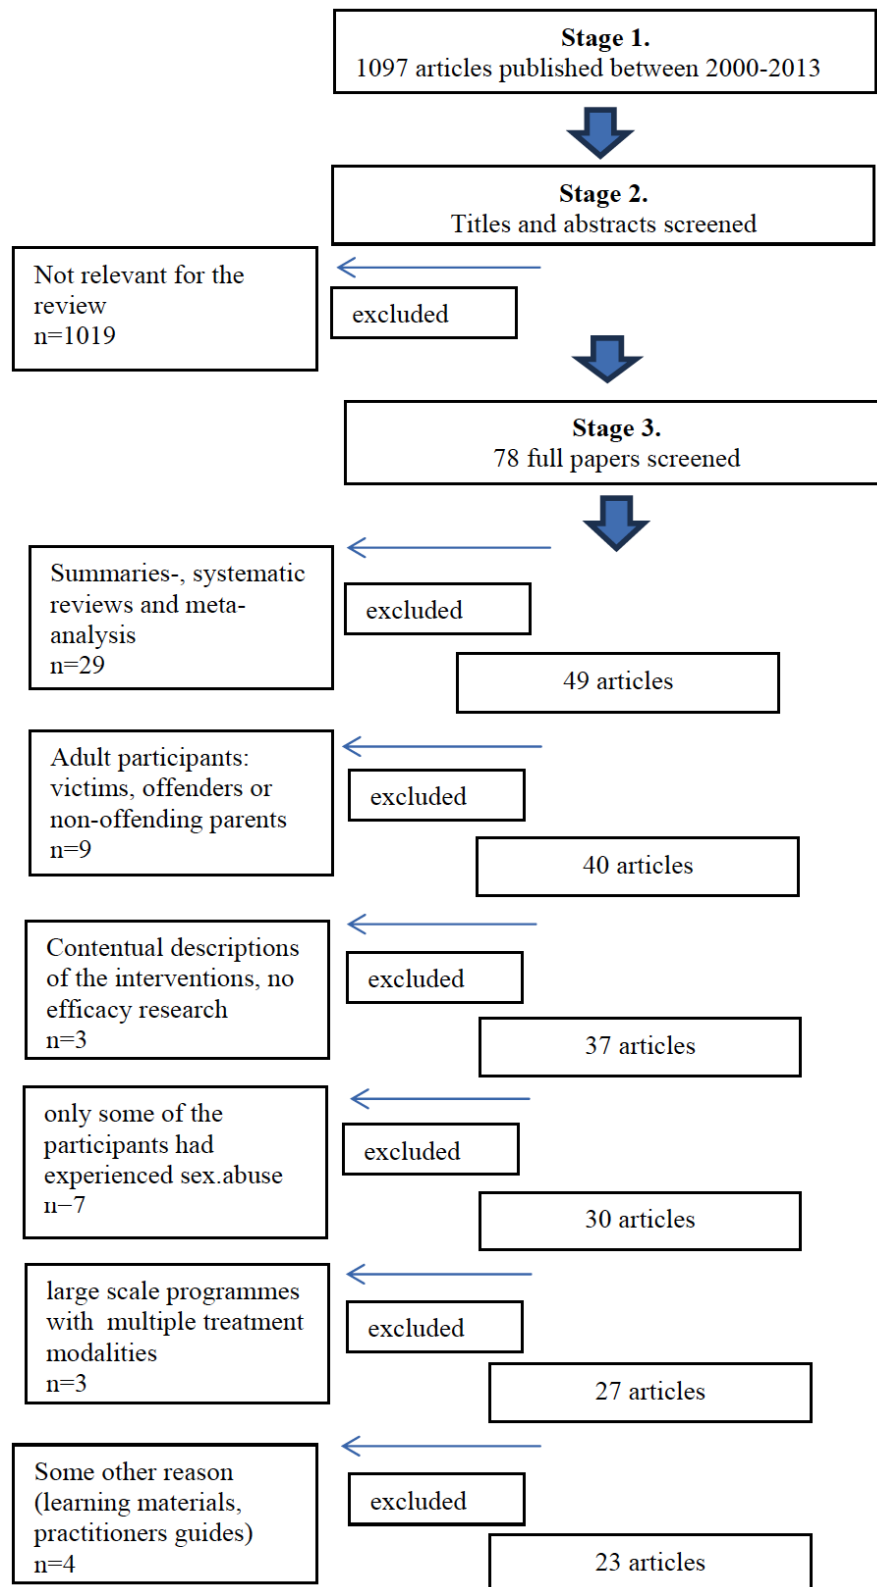 Stage 1.
1097 articles published between 2000-2013
Stage 2.
Titles and abstracts screened
Not relevant for the
review
n=1019
excluded
Stage 3.
78 full papers screened
Summaries-, systematic
reviews and meta-
analysis
n=29
excluded
49 articles
Adult participants:
victims, offenders or
non-offending parents
n=9
excluded
40 articles
Contentual descriptions
of the interventions, no
efficacy research
n=3
excluded
37 articles
only some of the
participants had
experienced sex.abuse
n–7
excluded
30 articles
large scale programmes
with multiple treatment
modalities
n=3
excluded
27 articles
Some other reason
(learning materials,
practitioners guides)
n=4
excluded
23 articles